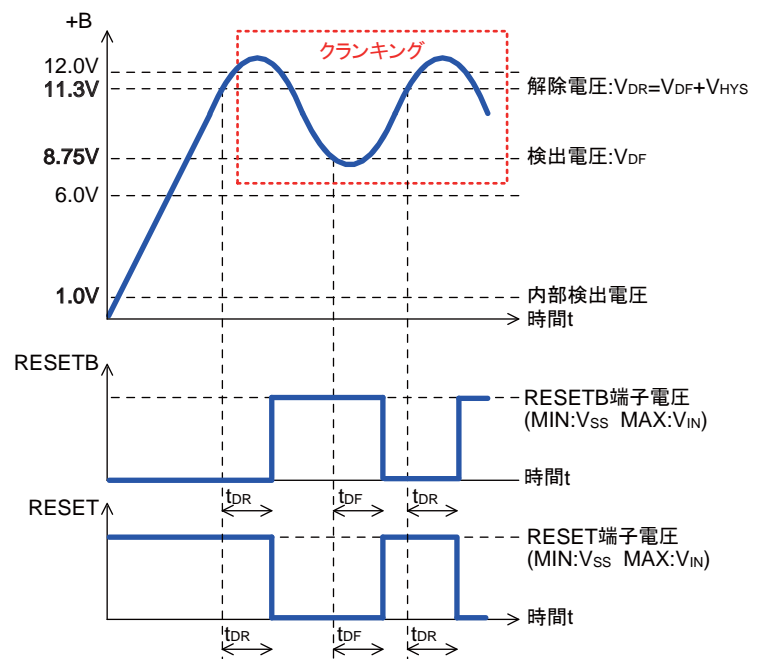 +B
クランキング
12.0V
11.3V
解除電圧:VDR=VDF+VHYS
8.75V
検出電圧:VDF
6.0V
1.0V
内部検出電圧
時間t
RESETB
RESETB端子電圧
(MIN:VSS MAX:VIN)
時間t
tDR
tDF
tDR
RESET
RESET端子電圧
(MIN:VSS MAX:VIN)
時間t
tDR
tDF
tDR